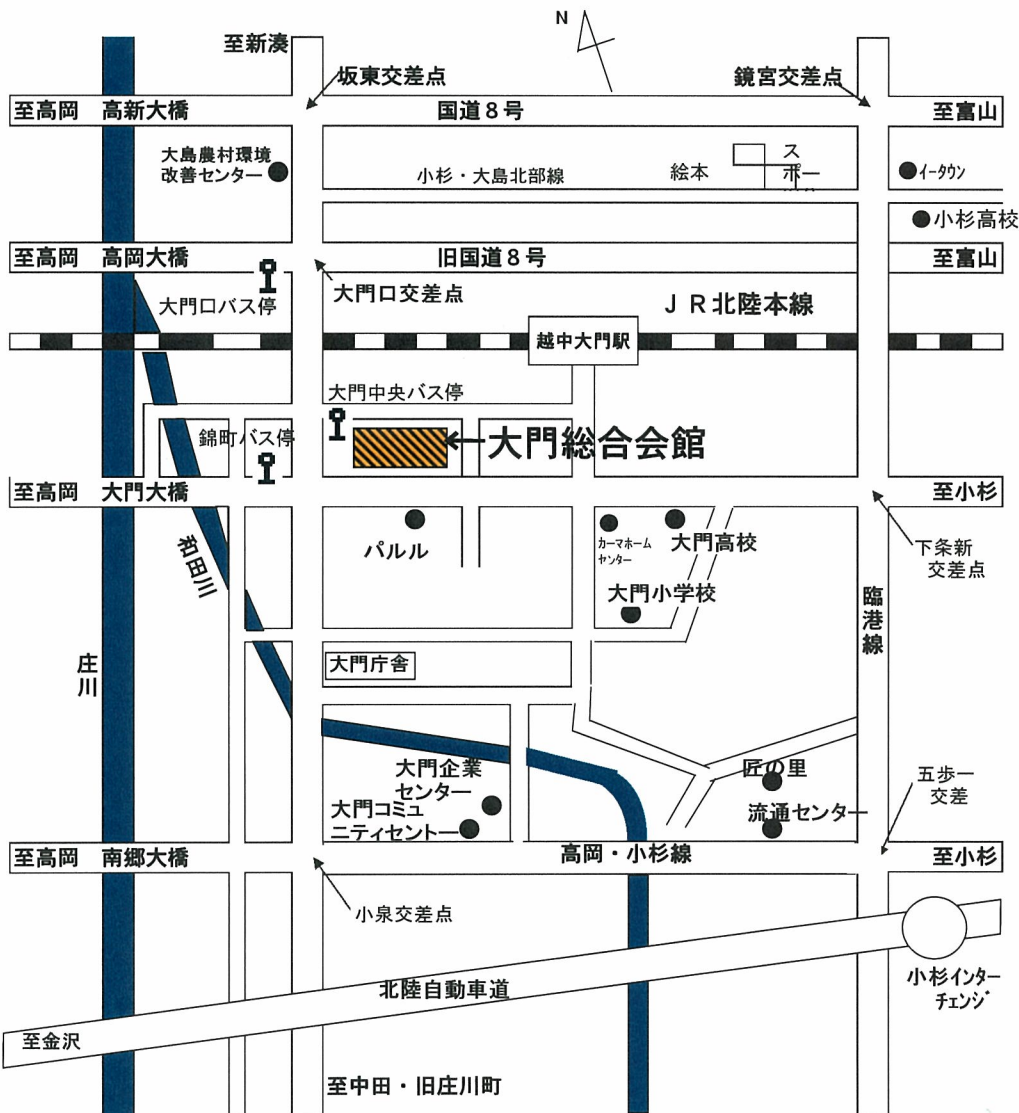 N
至新湊
坂東交差点
鏡宮交差点
至高岡 高新大橋
国道8号
至富山
大島農村環境
改善センター
小杉・大島北部線
絵本
ス
ポー
イータウン
小杉高校
至高岡 高岡大橋
旧国道8号
至富山
大門口バス停
大門口交差点
JR北陸本線
越中大門駅
大門中央バス停
錦町バス停
大門総合会館
至高岡 大門大橋
至小杉
和田川
パルル
カーマホーム
センター
大門高校
下条新
交差点
大門小学校
臨港線
庄川
大門庁舎
大門企業
センター
大門コミュ
ニティセントー
匠の里
流通センター
五歩一
交差
至高岡 南郷大橋
高岡・小杉線
至小杉
小泉交差点
北陸自動車道
小杉インター
チェンジ
至金沢
至中田・旧庄川町